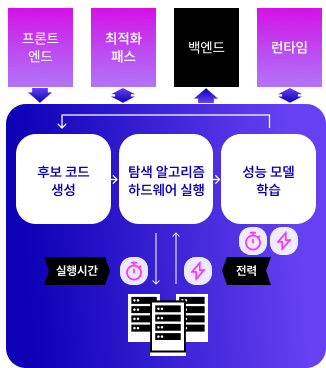 프론트
엔드
최적화
패스
백엔드
런타임
후보 코드
생성
탐색 알고리즘
하드웨어 실행
성능 모델
학습
실행시간
전력